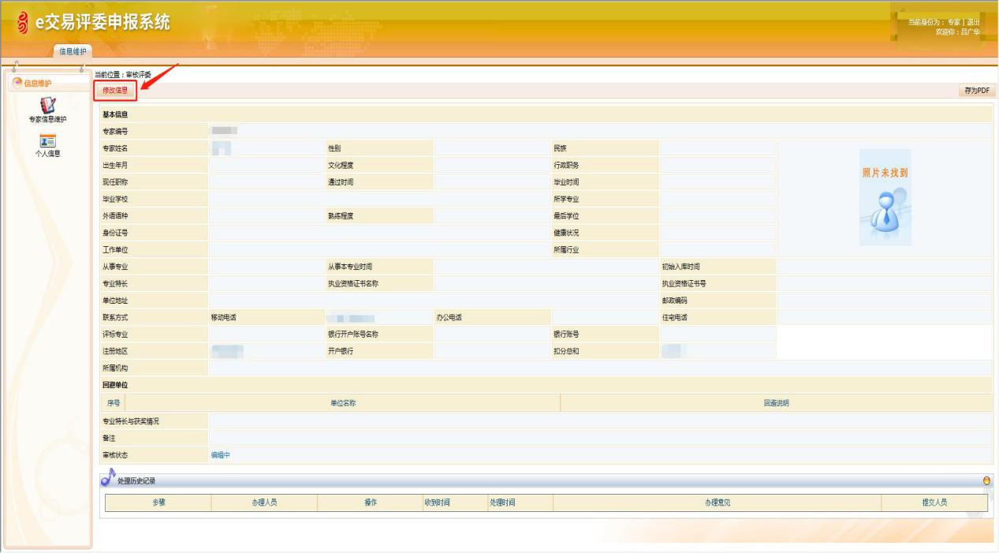 e交易评委申报系统
当前身份为： 专家 | 退出
欢迎你：吕广华
信息维护
信息维护
专家信息维护
个人信息
当前位置：审核评委
修改信息
存为PDF
基本信息
专家编号
专家姓名 性别 民族
照片未找到
出生年月 文化程度 行政职务
现任职称 通过时间 毕业时间
毕业学校 所学专业
外语语种 熟练程度 最后学位
身份证号 健康状况
工作单位 所属行业
从事专业 从事本专业时间 初始入库时间
专业特长 执业资格证书名称 执业资格证书号
单位地址 邮政编码
联系方式 移动电话 办公电话 住宅电话
评标专业 银行开户账号名称 银行账号
注册地区 开户银行 扣分总和
所属机构
回避单位
序号 单位名称 回避说明
专业特长与获奖情况
备注
审核状态 编辑中
处理历史记录
步骤 办理人员 操作 收到时间 处理时间 办理意见 提交人员